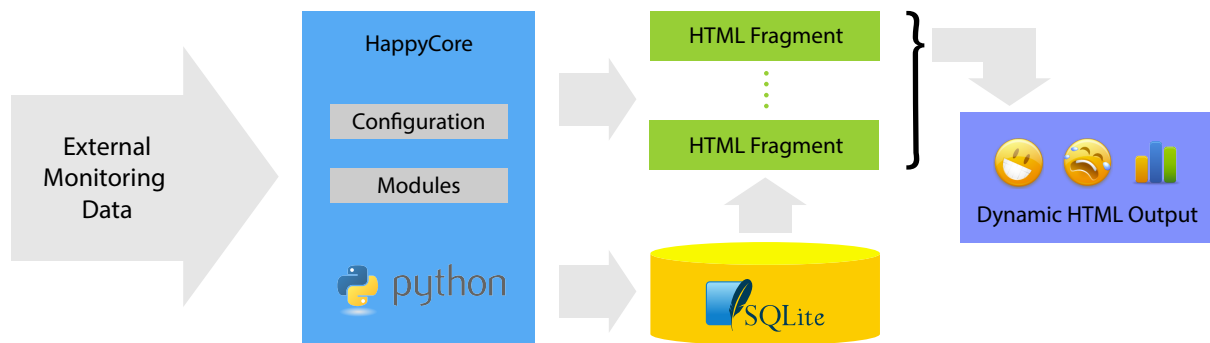 External
Monitoring
Data
HappyCore
Configuration
Modules
python
HTML Fragment
HTML Fragment
SQLite
Dynamic HTML Output